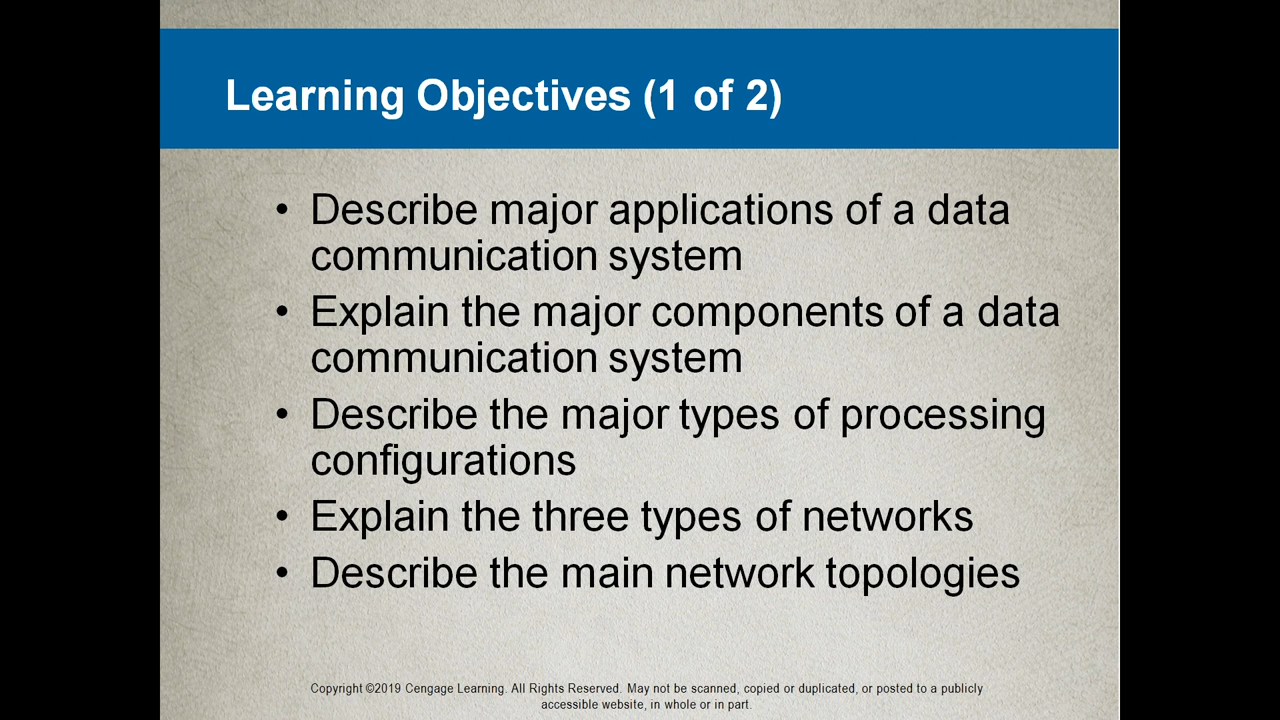 Learning Objectives (1 of 2)
• Describe major applications of a data
communication system
• Explain the major components of a data
communication system
• Describe the major types of processing
configurations
• Explain the three types of networks
• Describe the main network topologies
Copyright ©2019 Cengage Learning. All Rights Reserved. May not be scanned, copied or duplicated, or posted to a publicly
accessible website, in whole or in part.